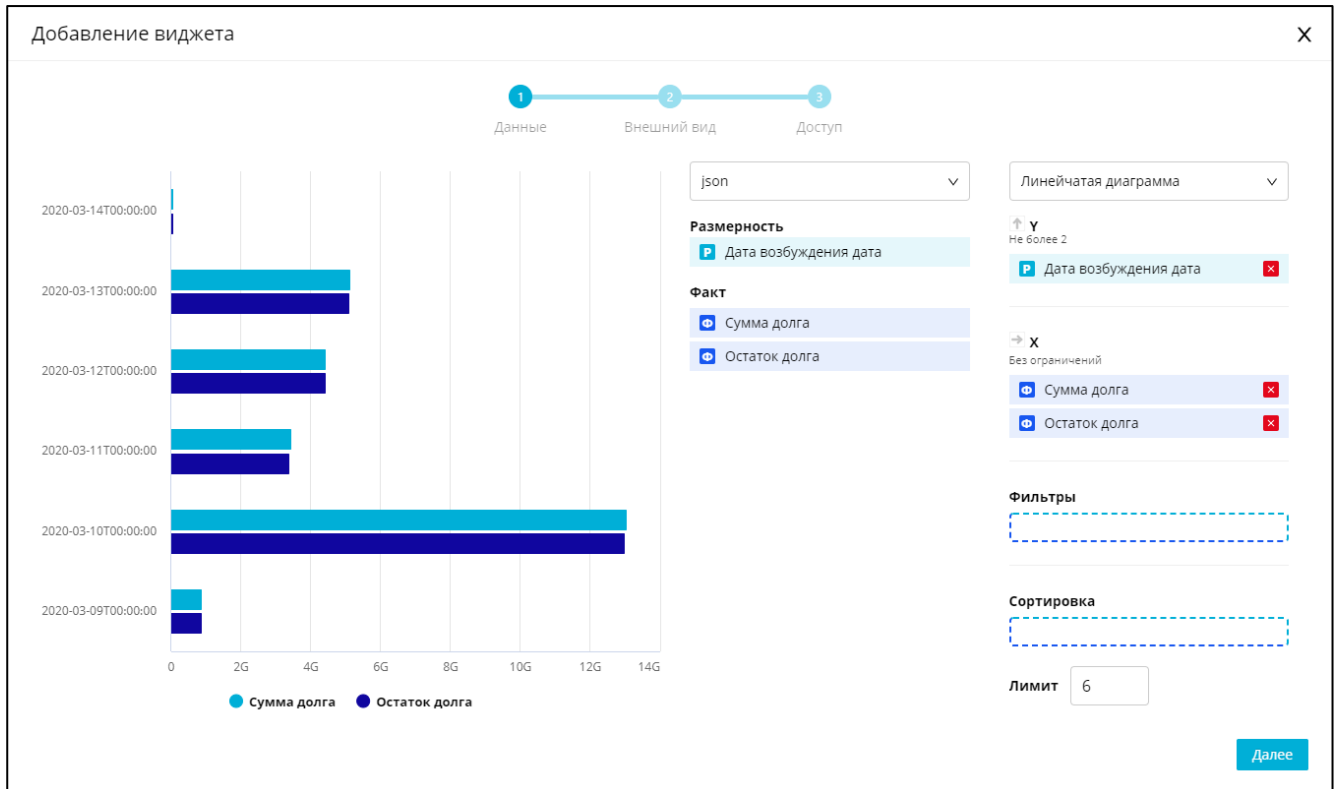 Добавление виджета
X
1
2
3
Данные
Внешний вид
Доступ
2020-03-14T00:00:00
2020-03-13T00:00:00
2020-03-12T00:00:00
2020-03-11T00:00:00
2020-03-10T00:00:00
2020-03-09T00:00:00
0 2G 4G 6G 8G 10G 12G 14G
Сумма долга Остаток долга
json
Размерность
Р Дата возбуждения дата
Факт
Ф Сумма долга
Ф Остаток долга
Линейчатая диаграмма
Y
Не более 2
Р Дата возбуждения дата
X
Без ограничений
Ф Сумма долга
Ф Остаток долга
Фильтры
Сортировка
Лимит 6
Далее